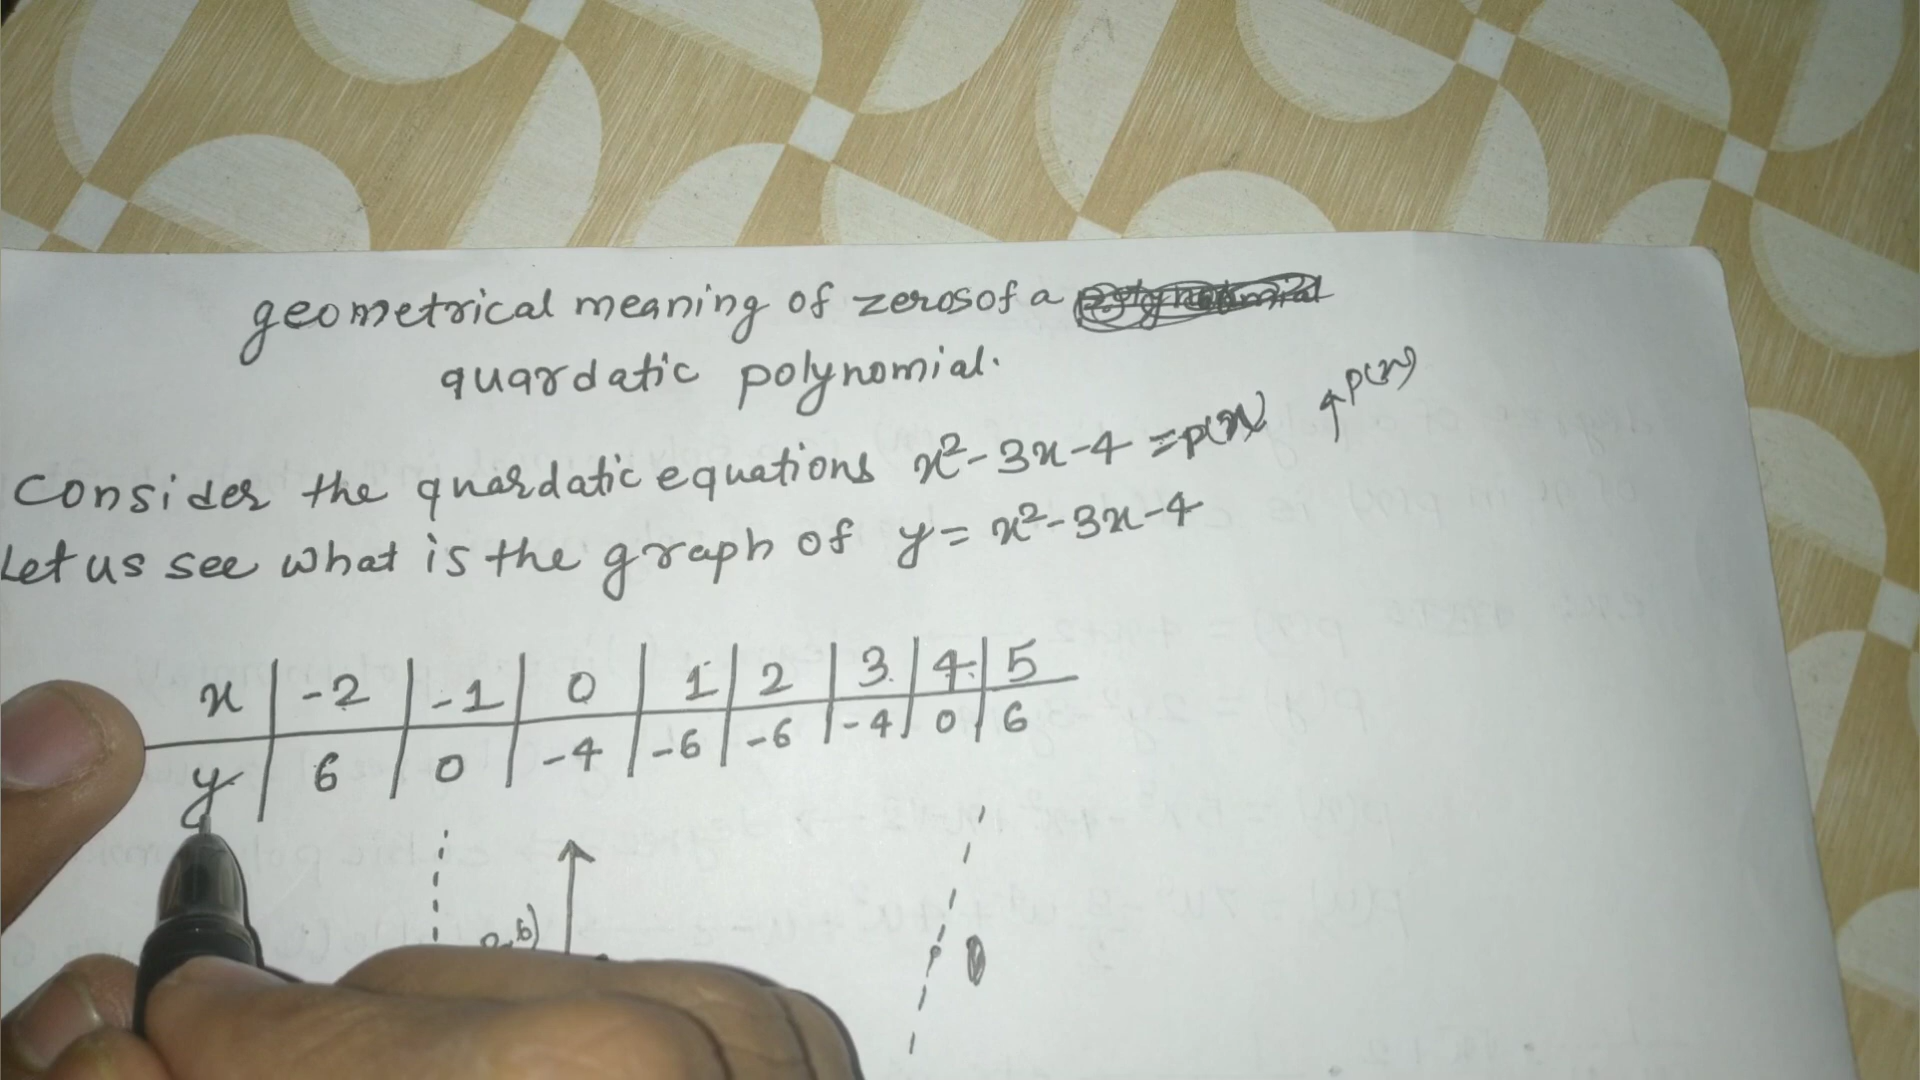 geometrical meaning of zeros of a
quardatic polynomial.
Consider the quardatic equations x²-3x-4 =p(x) p(x)
Let us see what is the graph of y= x²-3x-4
x | -2 | -1 | 0 | 1 | 2 | 3 | 4 | 5
y | 6 | 0 | -4 | -6 | -6 | -4 | 0 | 6